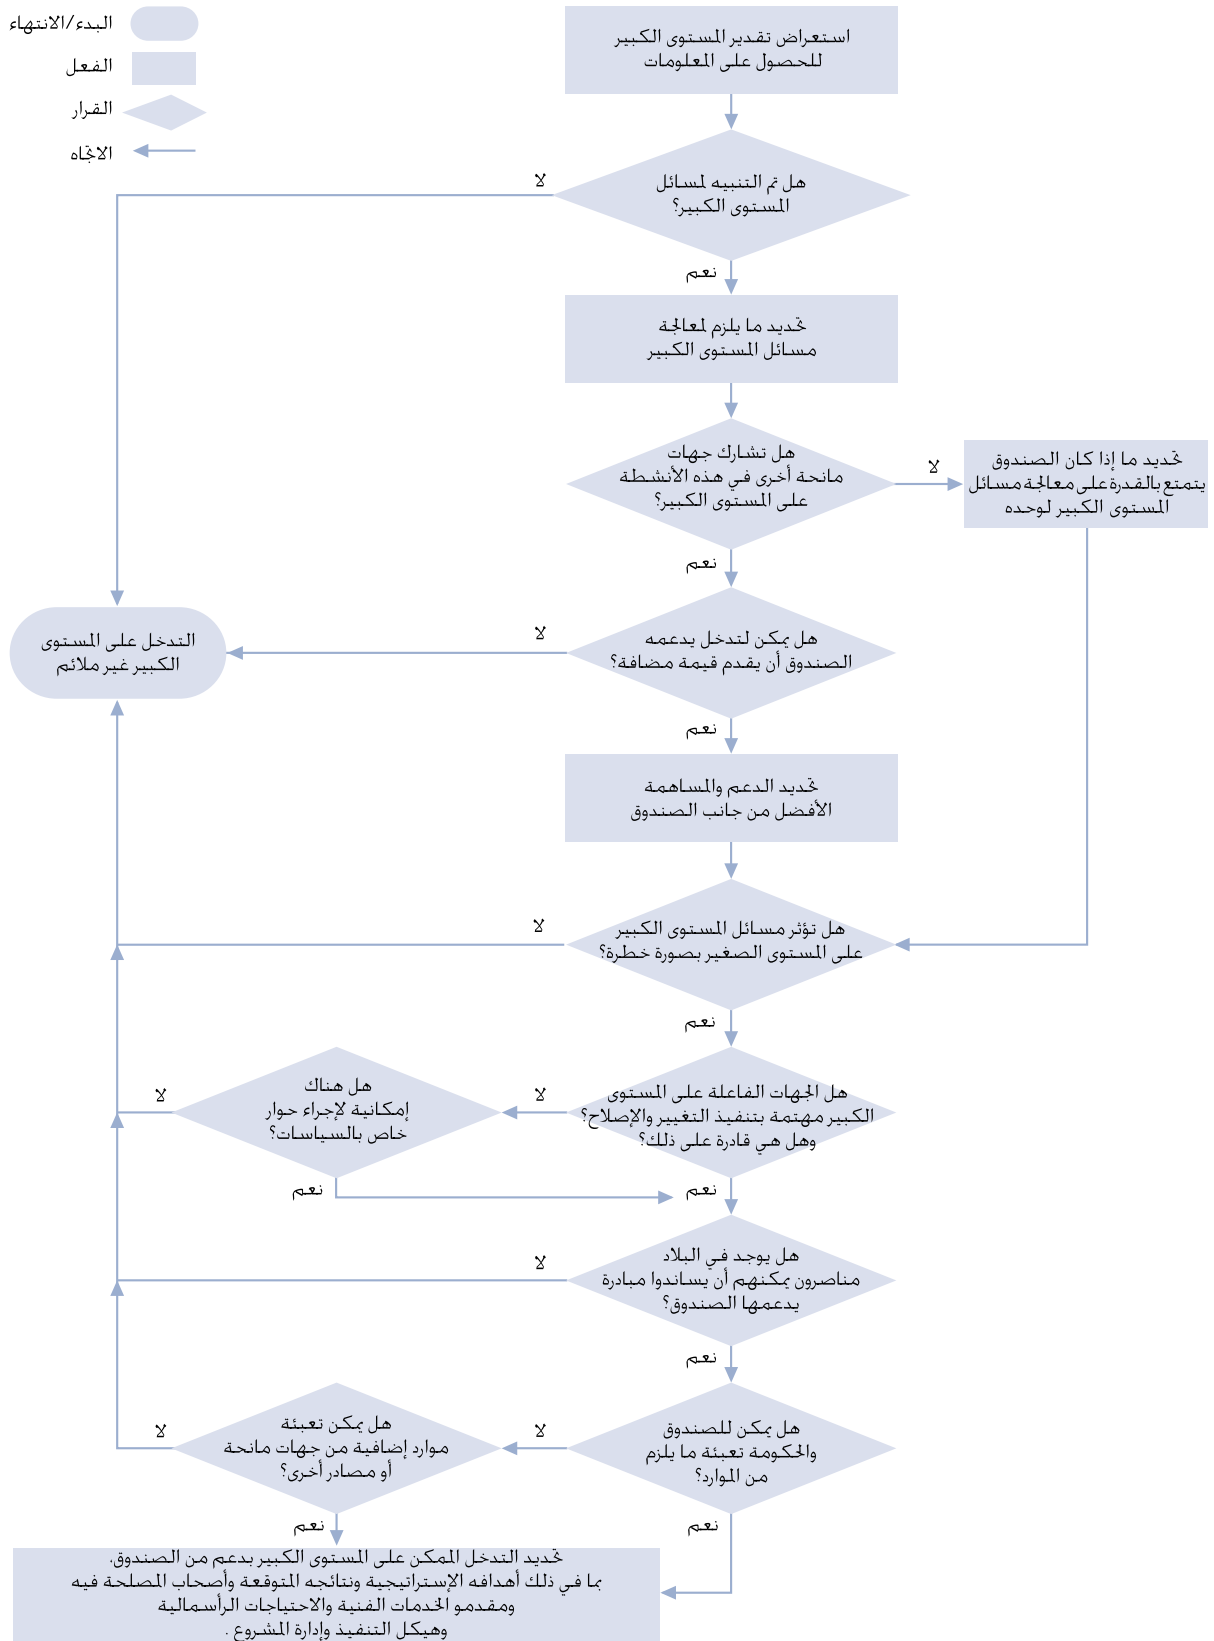 البدء/الانتهاء
الفعل
القرار
الاتجاه
استعراض تقدير المستوى الكبير
للحصول على المعلومات
هل تم التنبيه لمسائل
المستوى الكبير؟
لا
نعم
تحديد ما يلزم لمعالجة
مسائل المستوى الكبير
هل تشارك جهات
مانحة أخرى في هذه الأنشطة
على المستوى الكبير؟
لا
تحديد ما إذا كان الصندوق
يتمتع بالقدرة على معالجة مسائل
المستوى الكبير لوحده
نعم
هل يمكن لتدخل يدعمه
الصندوق أن يقدم قيمة مضافة؟
لا
التدخل على المستوى
الكبير غير ملائم
نعم
تحديد الدعم والمساهمة
الأفضل من جانب الصندوق
هل تؤثر مسائل المستوى الكبير
على المستوى الصغير بصورة خطرة؟
لا
نعم
هل الجهات الفاعلة على المستوى
الكبير مهتمة بتنفيذ التغيير والإصلاح؟
وهل هي قادرة على ذلك؟
لا
هل هناك
إمكانية لإجراء حوار
خاص بالسياسات؟
لا
نعم
نعم
هل يوجد في البلاد
مناصرون يمكنهم أن يساندوا مبادرة
يدعمها الصندوق؟
لا
نعم
هل يمكن للصندوق
والحكومة تعبئة ما يلزم
من الموارد؟
لا
هل يمكن تعبئة
موارد إضافية من جهات مانحة
أو مصادر أخرى؟
لا
نعم
نعم
تحديد التدخل الممكن على المستوى الكبير بدعم من الصندوق،
بما في ذلك أهدافه الإستراتيجية ونتائجه المتوقعة وأصحاب المصلحة فيه
ومقدمو الخدمات الفنية والاحتياجات الرأسمالية
وهيكل التنفيذ وإدارة المشروع .